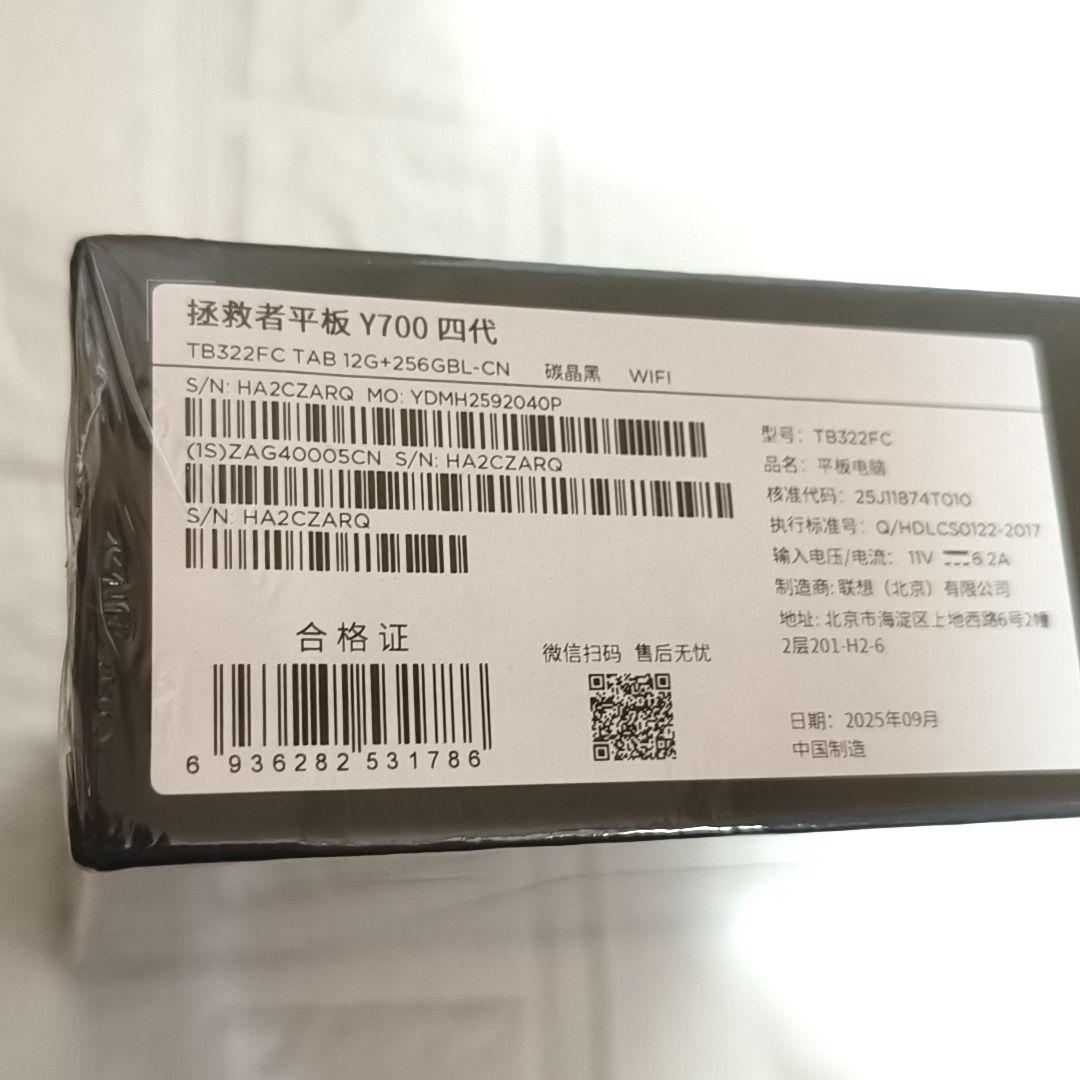 拯救者平板 Y700 四代
TB322FC TAB 12G+256GBL-CN 碳晶黑 WIFI
S/N: HA2CZARQ MO: YDMH2592040P
(1S)ZAG40005CN S/N: HA2CZARQ
S/N: HA2CZARQ
合格证
6 936282 531786
微信扫码 售后无忧
型号: TB322FC
品名: 平板电脑
核准代码: 25J11874T010
执行标准号: Q/HDLCS0122-2017
输入电压/电流: 11V ⎓6.2A
制造商: 联想（北京）有限公司
地址: 北京市海淀区上地西路6号2幢
2层201-H2-6
日期: 2025年09月
中国制造